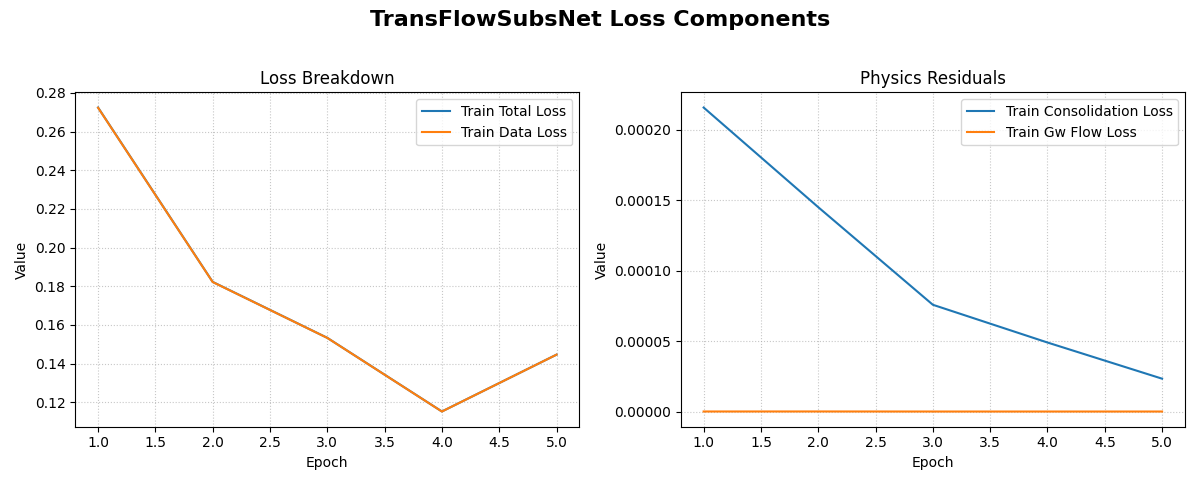 TransFlowSubsNet Loss Components
Loss Breakdown
Value
0.28
0.26
0.24
0.22
0.20
0.18
0.16
0.14
0.12
Train Total Loss
Train Data Loss
1.0 1.5 2.0 2.5 3.0 3.5 4.0 4.5 5.0
Epoch
Physics Residuals
Value
0.00020
0.00015
0.00010
0.00005
0.00000
Train Consolidation Loss
Train Gw Flow Loss
1.0 1.5 2.0 2.5 3.0 3.5 4.0 4.5 5.0
Epoch